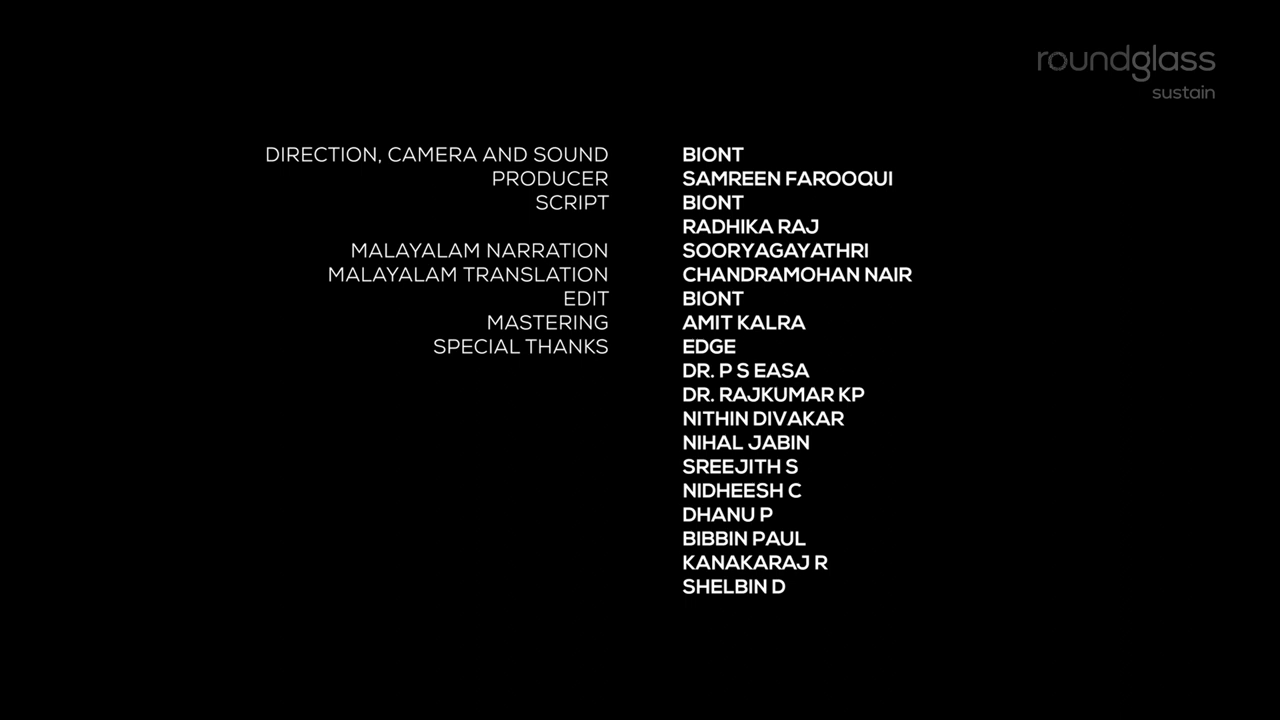 roundglass
sustain
DIRECTION, CAMERA AND SOUND BIONT
PRODUCER SAMREEN FAROOQUI
SCRIPT BIONT
RADHIKA RAJ
MALAYALAM NARRATION SOORYAGAYATHRI
MALAYALAM TRANSLATION CHANDRAMOHAN NAIR
EDIT BIONT
MASTERING AMIT KALRA
SPECIAL THANKS EDGE
DR. P S EASA
DR. RAJKUMAR KP
NITHIN DIVAKAR
NIHAL JABIN
SREEJITH S
NIDHEESH C
DHANU P
BIBBIN PAUL
KANAKARAJ R
SHELBIN D